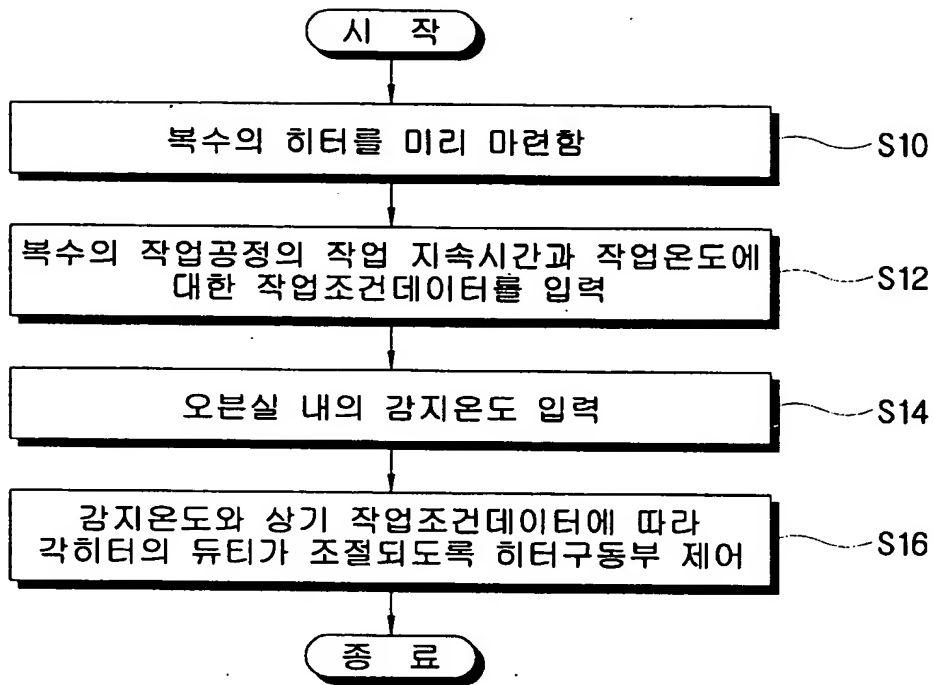 시 작
복수의 히터를 미리 마련함
S10
복수의 작업공정의 작업 지속시간과 작업온도에
대한 작업조건데이터를 입력
S12
오븐실 내의 감지온도 입력
S14
감지온도와 상기 작업조건데이터에 따라
각히터의 듀티가 조절되도록 히터구동부 제어
S16
종 료